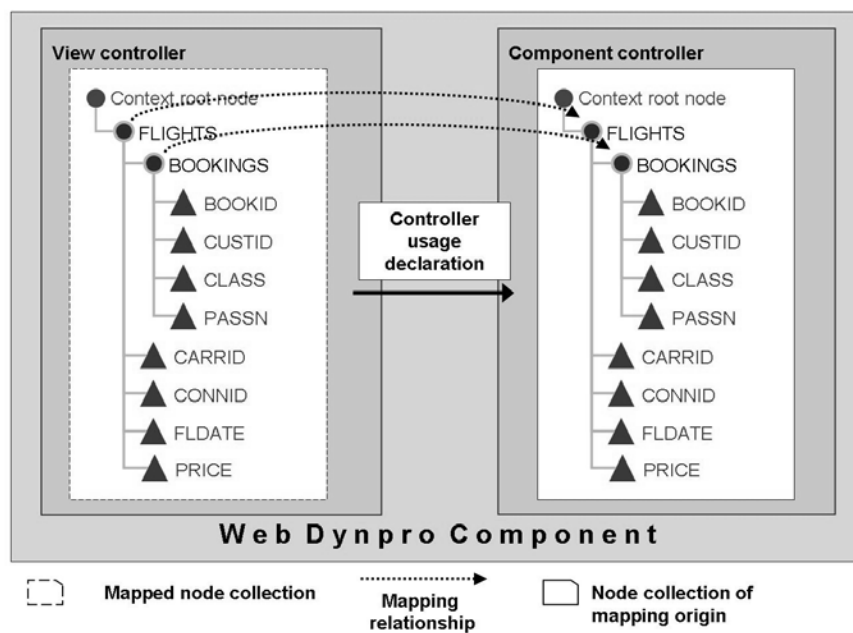 View controller
Context root node
FLIGHTS
BOOKINGS
BOOKID
CUSTID
CLASS
PASSN
CARRID
CONNID
FLDATE
PRICE
Controller
usage
declaration
Component controller
Context root node
FLIGHTS
BOOKINGS
BOOKID
CUSTID
CLASS
PASSN
CARRID
CONNID
FLDATE
PRICE
Web Dynpro Component
Mapped node collection
Mapping
relationship
Node collection of
mapping origin